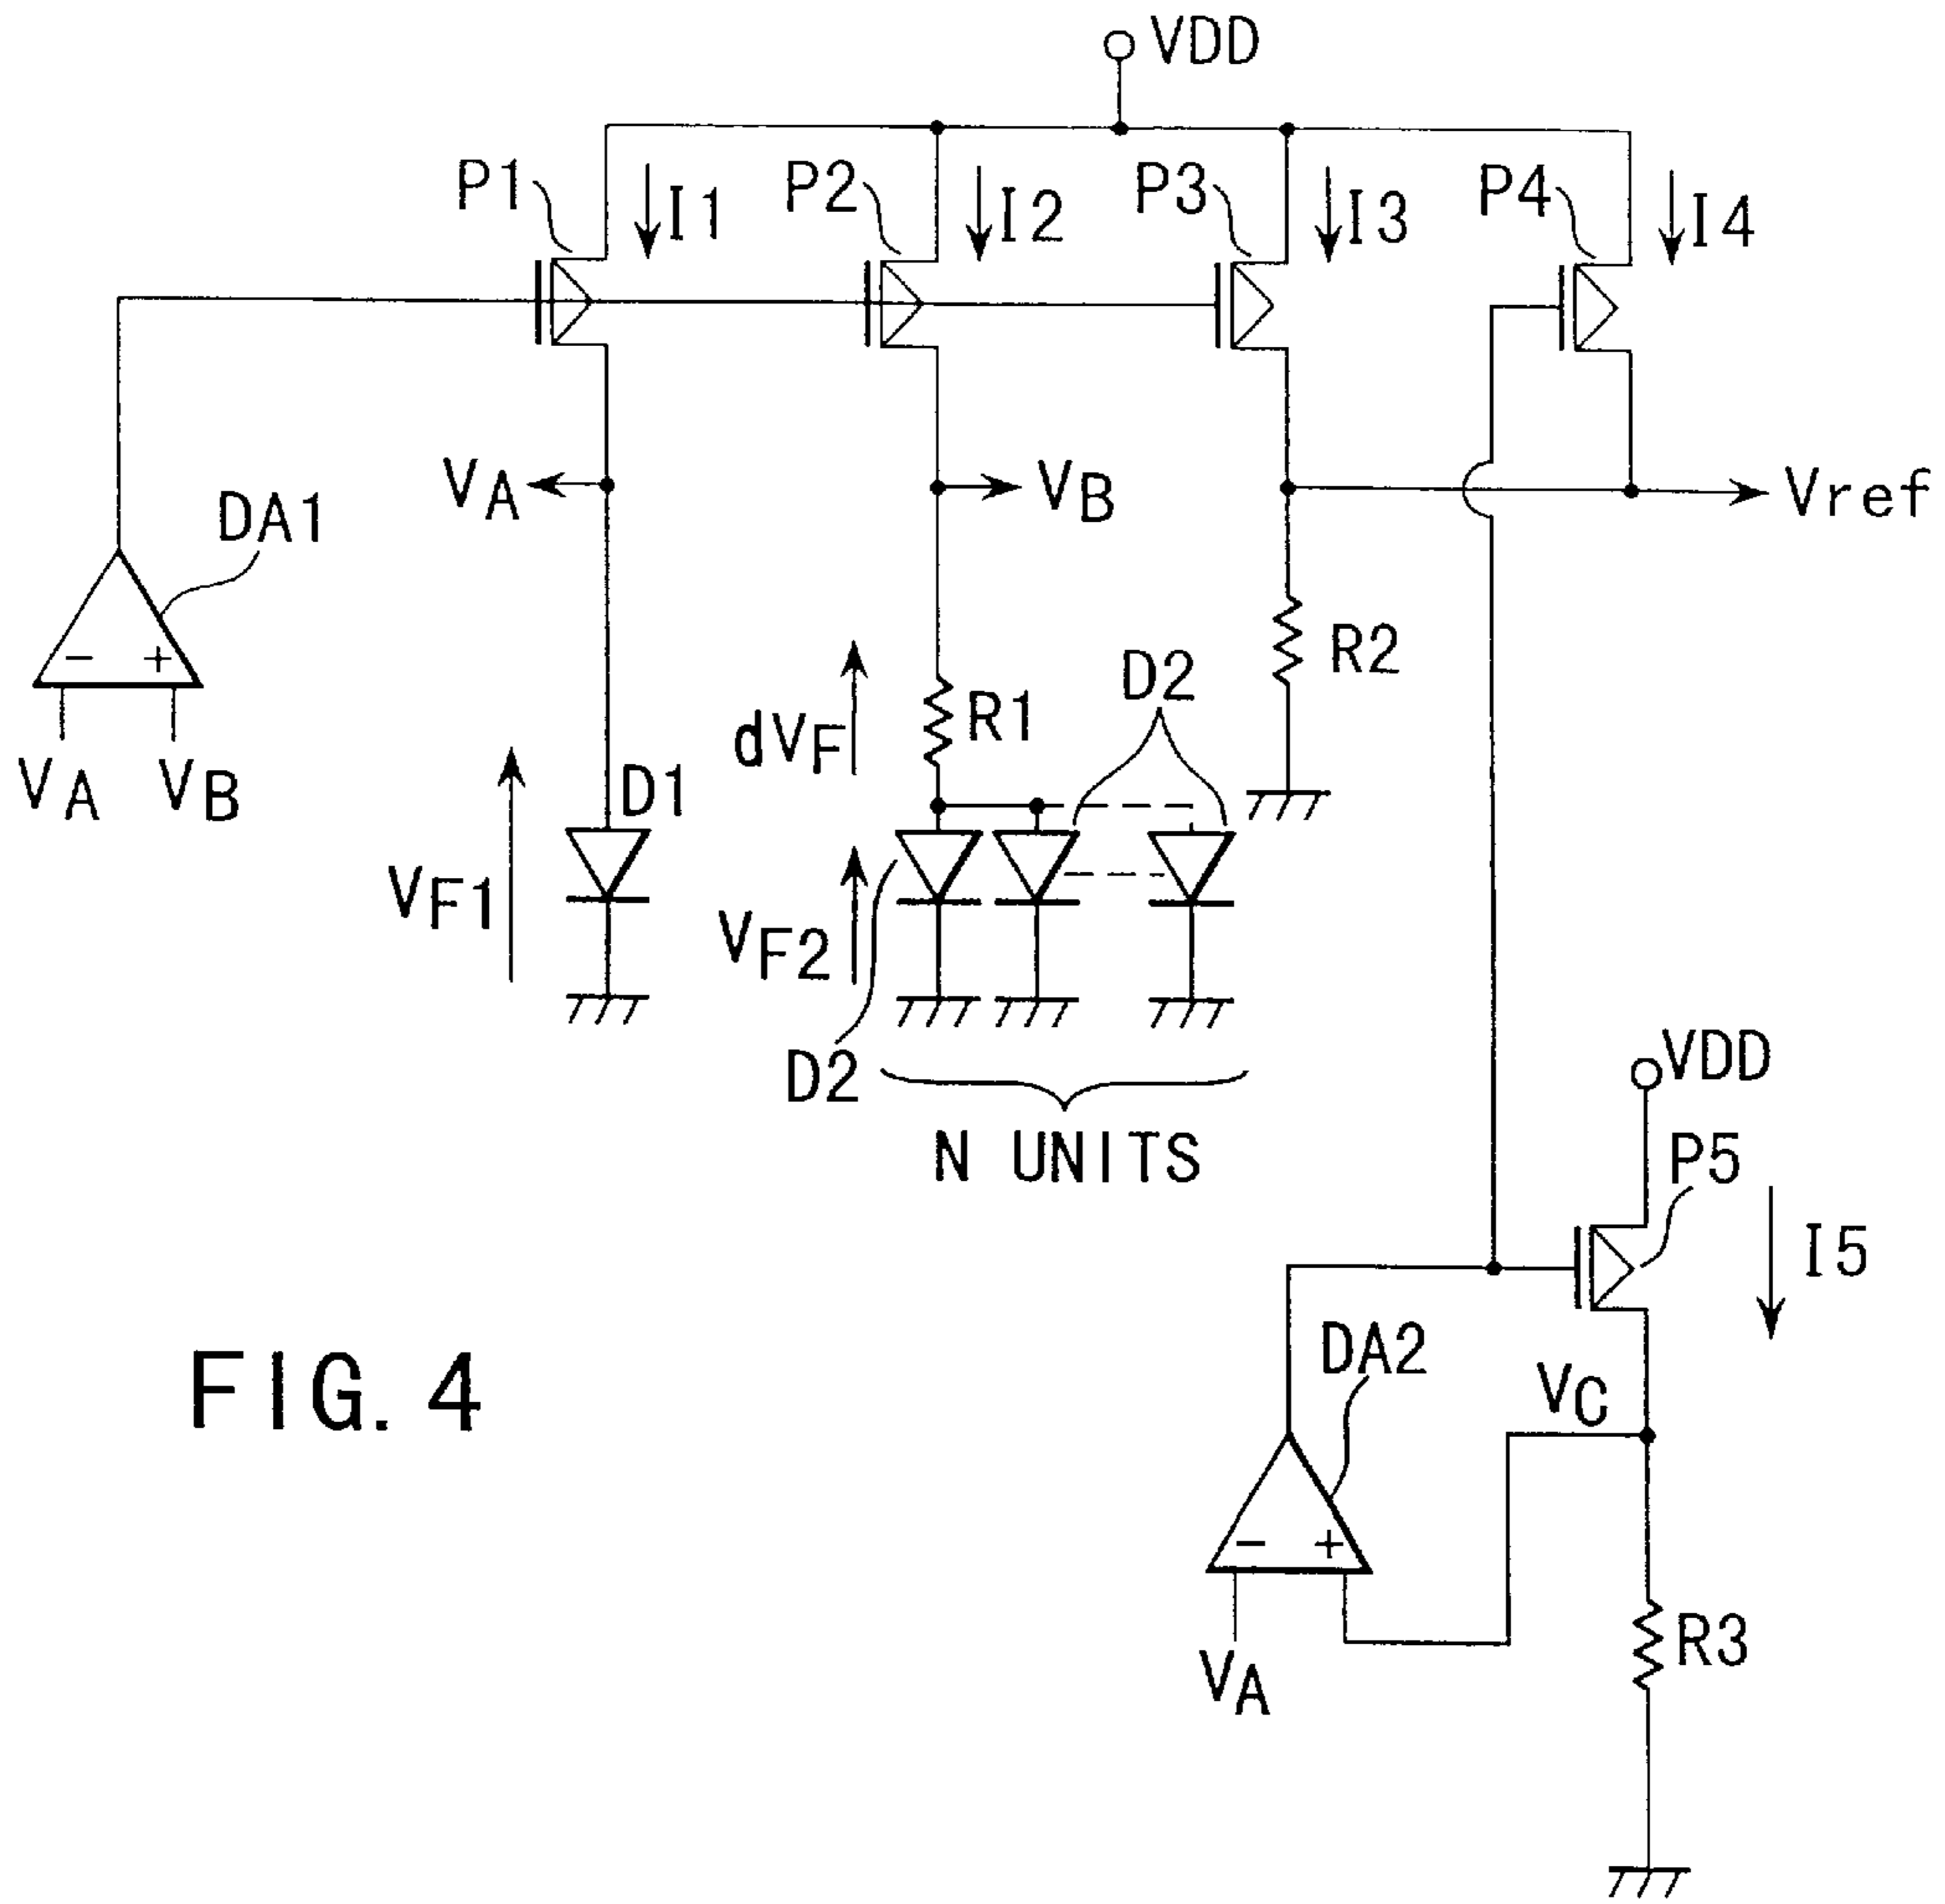 VDD
P1
I1
P2
I2
P3
I3
P4
I4
VA
VB
Vref
DA1
- +
VA VB
VF1
D1
dVF
R1
D2
R2
VF2
D2
N UNITS
VDD
P5
I5
DA2
VC
- +
VA
R3
FIG. 4